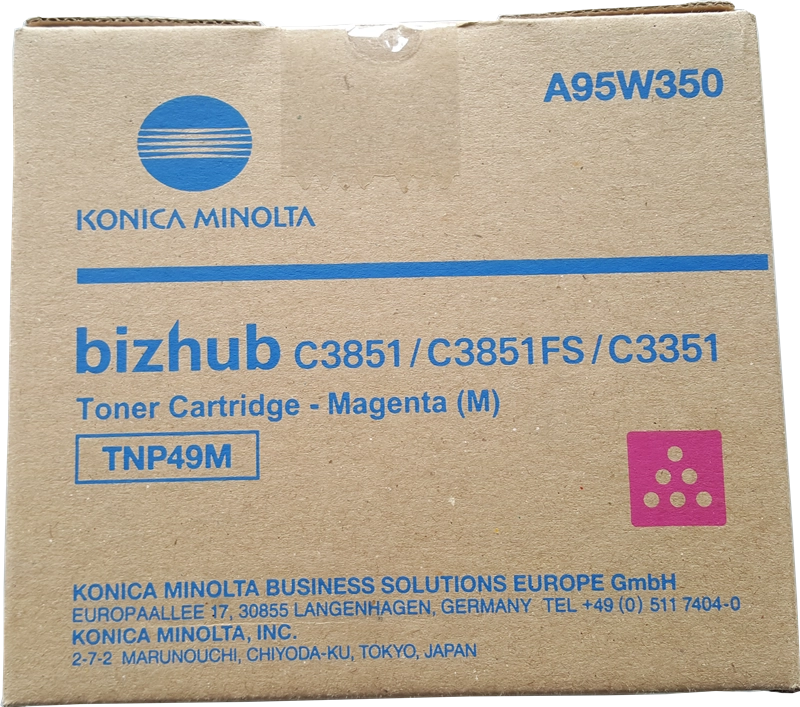 A95W350
KONICA MINOLTA
bizhub C3851/C3851FS/C3351
Toner Cartridge - Magenta (M)
TNP49M
KONICA MINOLTA BUSINESS SOLUTIONS EUROPE GmbH
EUROPAALLEE 17, 30855 LANGENHAGEN, GERMANY TEL +49 (0) 511 7404-0
KONICA MINOLTA, INC.
2-7-2 MARUNOUCHI, CHIYODA-KU, TOKYO, JAPAN